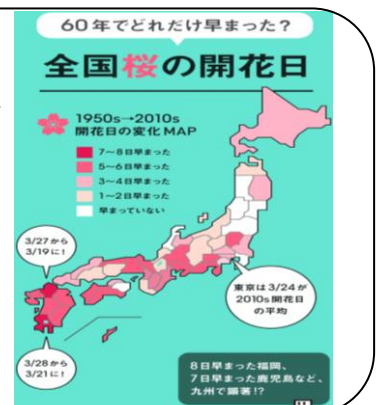 60年でどれだけ早まった?
全国桜の開花日
1950s→2010s
開花日の変化MAP
7〜8日早まった
5〜6日早まった
3〜4日早まった
1〜2日早まった
早まっていない
3/27から
3/19に!
3/28から
3/21に!
東京は3/24が
2010s開花日
の平均
8日早まった福岡、
7日早まった鹿児島など、
九州で顕著!?